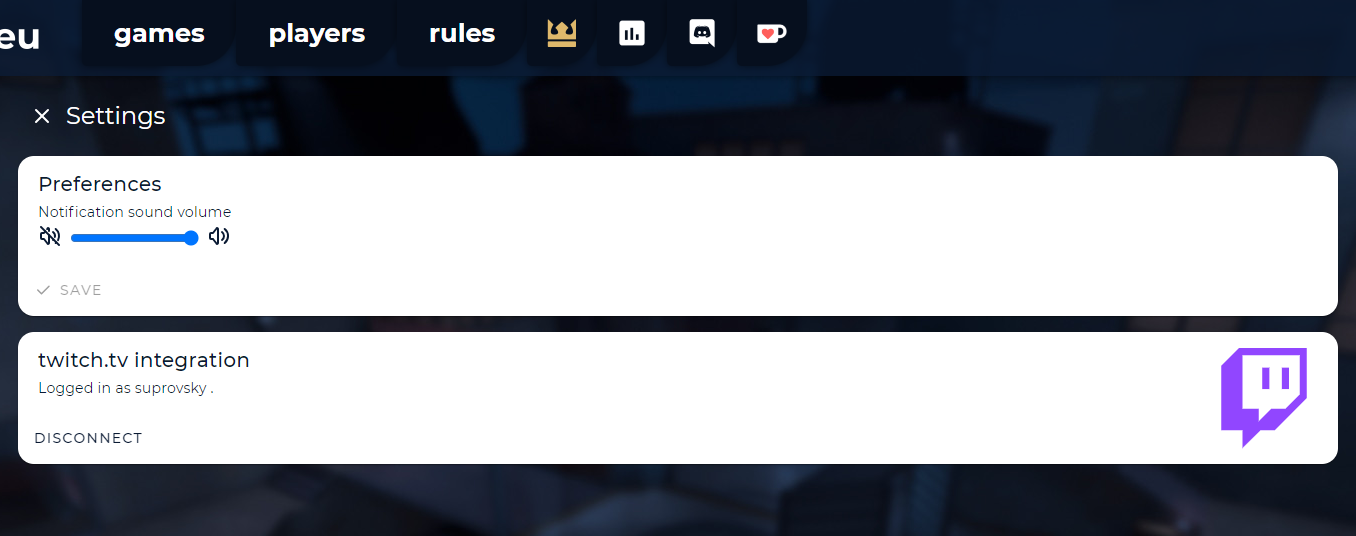 eu games players rules
Settings
Preferences
Notification sound volume
SAVE
twitch.tv integration
Logged in as suprovsky .
DISCONNECT